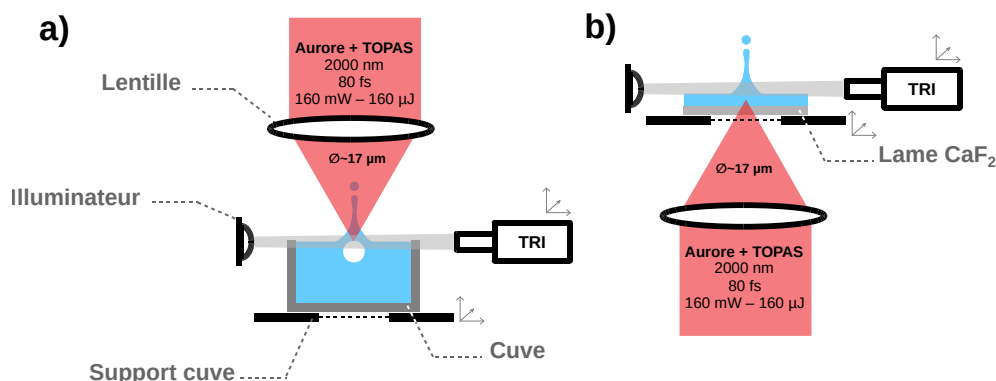 a)
Aurore + TOPAS
2000 nm
80 fs
160 mW – 160 µJ
Lentille
Ø~17 µm
Illuminateur
TRI
Cuve
Support cuve
b)
TRI
Lame CaF₂
Ø~17 µm
Aurore + TOPAS
2000 nm
80 fs
160 mW – 160 µJ